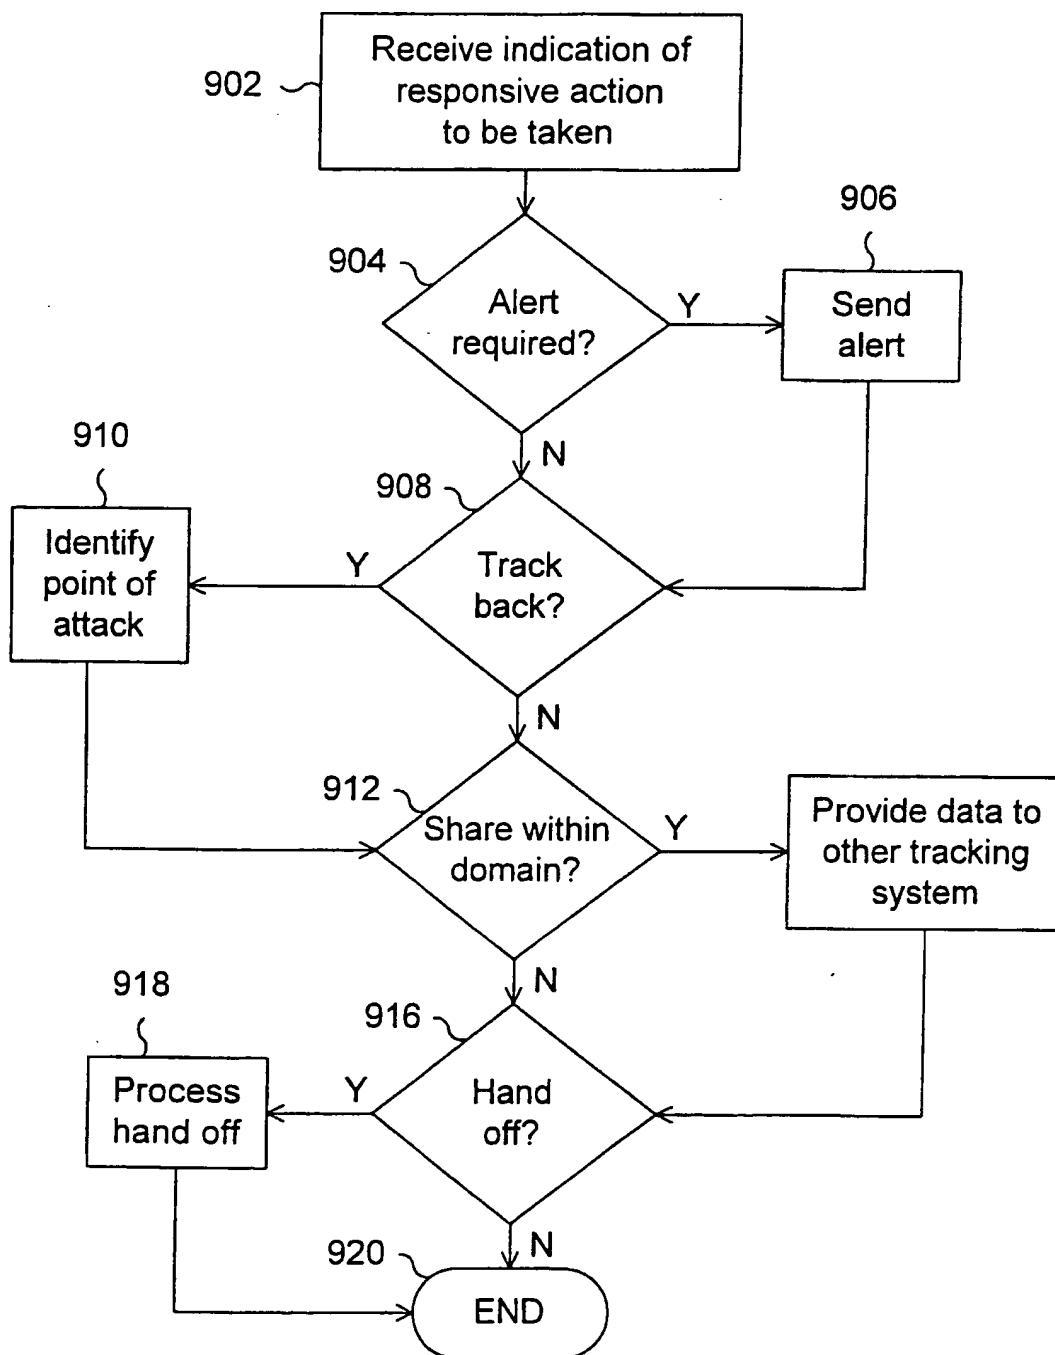 Receive indication of
responsive action
to be taken
902
904
906
Alert
required?
Y
Send
alert
N
910
908
Identify
point of
attack
Y
Track
back?
N
912
Share within
domain?
Y
Provide data to
other tracking
system
N
918
916
Process
hand off
Y
Hand
off?
N
920
END